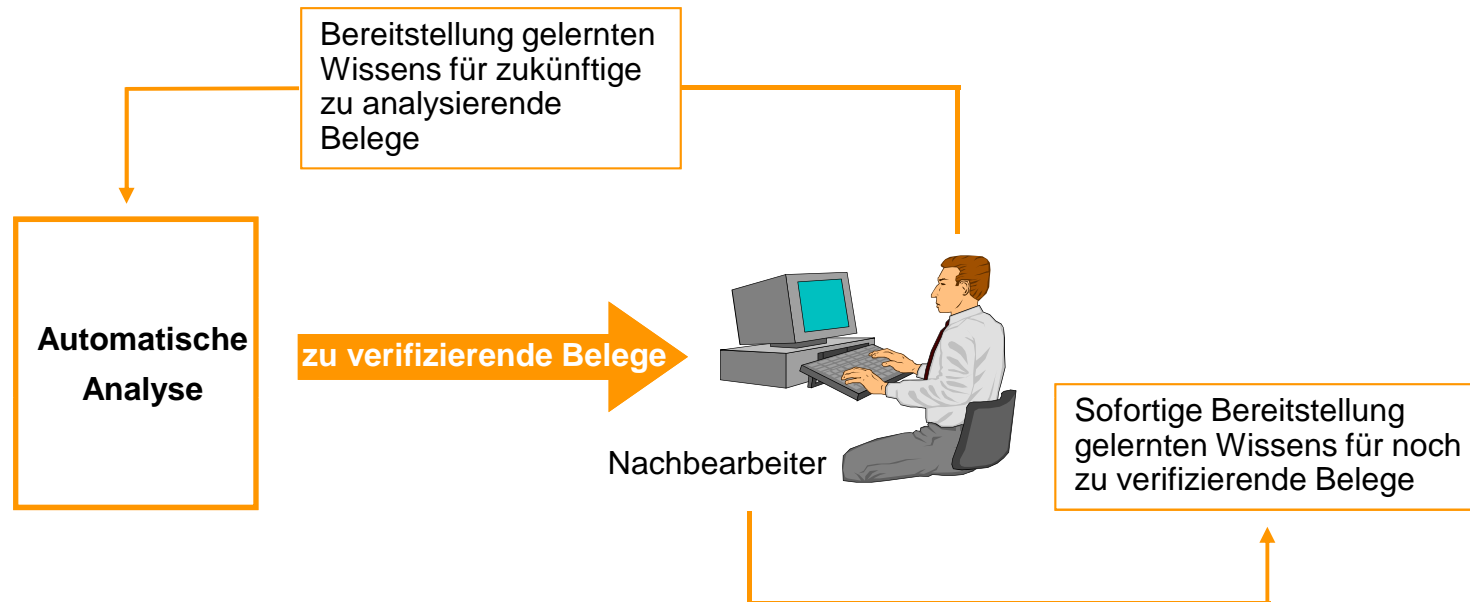 Bereitstellung gelernten
Wissens für zukünftige
zu analysierende
Belege
Automatische
Analyse
zu verifizierende Belege
Nachbearbeiter
Sofortige Bereitstellung
gelernten Wissens für noch
zu verifizierende Belege